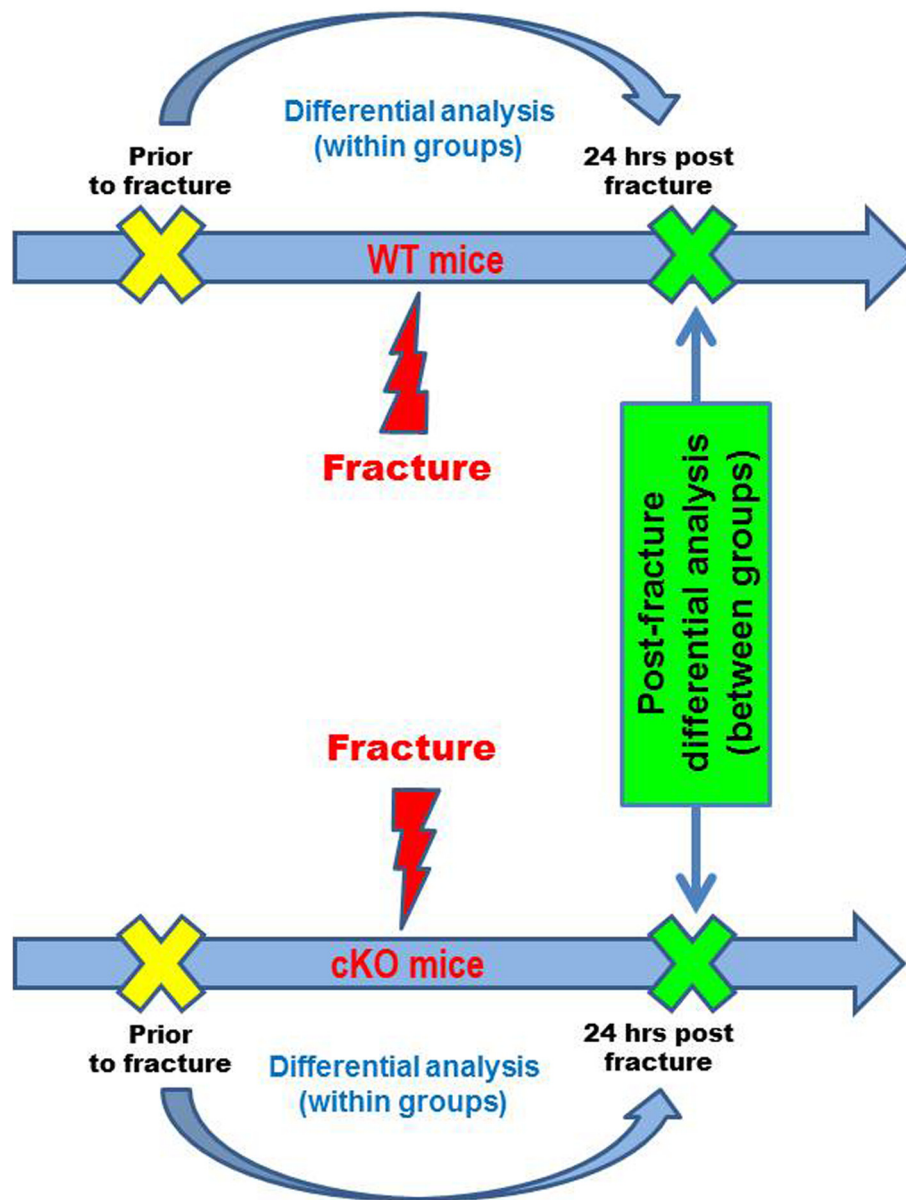 Differential analysis
(within groups)
Prior
to fracture
24 hrs post
fracture
WT mice
Fracture
Post-fracture
differential analysis
(between groups)
Fracture
cKO mice
Prior
to fracture
24 hrs post
fracture
Differential analysis
(within groups)